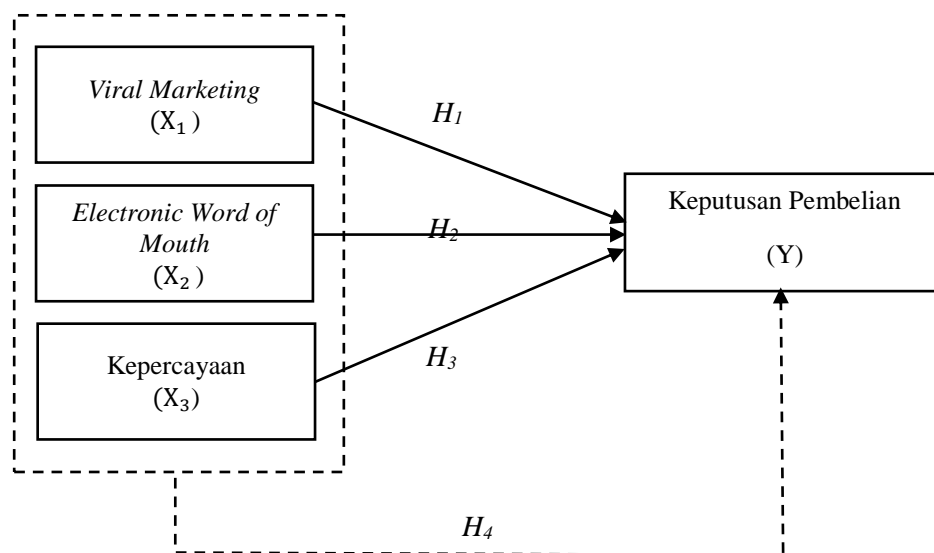 Viral Marketing
(X₁)
H₁
Electronic Word of
Mouth
(X₂)
H₂
Keputusan Pembelian
(Y)
Kepercayaan
(X₃)
H₃
H₄